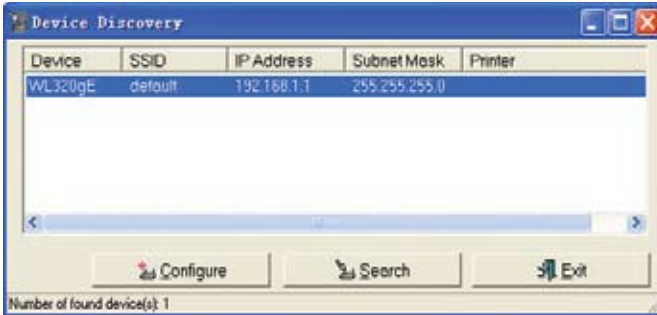 Device Discovery
Device SSID IP Address Subnet Mask Printer
WL320gE default 192.168.1.1 255.255.255.0
Configure Search Exit
Number of found device(s): 1